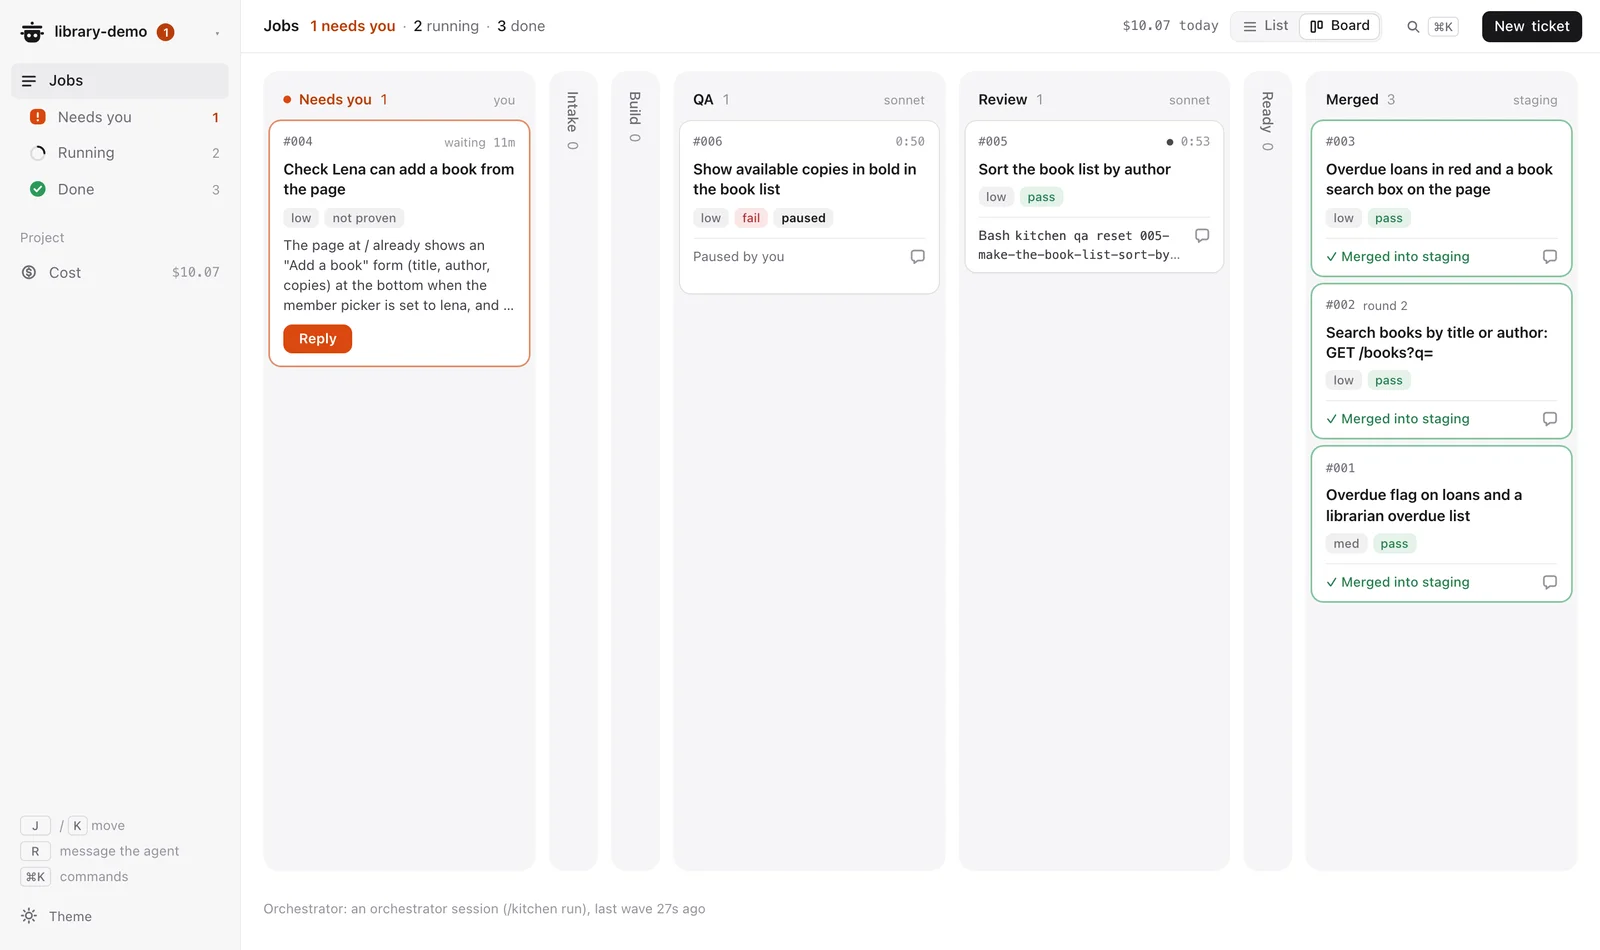 library-demo 1
Jobs
Needs you 1
Running 2
Done 3
Project
Cost $10.07
J / K move
R message the agent
⌘K commands
Theme
Jobs 1 needs you · 2 running · 3 done
$10.07 today
List
Board
⌘K
New ticket
Needs you 1 you
#004 waiting 11m
Check Lena can add a book from
the page
low not proven
The page at / already shows an
"Add a book" form (title, author,
copies) at the bottom when the
member picker is set to lena, and ...
Reply
Intake 0
Build 0
QA 1 sonnet
#006 0:50
Show available copies in bold in
the book list
low fail paused
Paused by you
Review 1 sonnet
#005 0:53
Sort the book list by author
low pass
Bash kitchen qa reset 005-
make-the-book-list-sort-by...
Ready 0
Merged 3 staging
#003
Overdue loans in red and a book
search box on the page
low pass
✓ Merged into staging
#002 round 2
Search books by title or author:
GET /books?q=
low pass
✓ Merged into staging
#001
Overdue flag on loans and a
librarian overdue list
med pass
✓ Merged into staging
Orchestrator: an orchestrator session (/kitchen run), last wave 27s ago